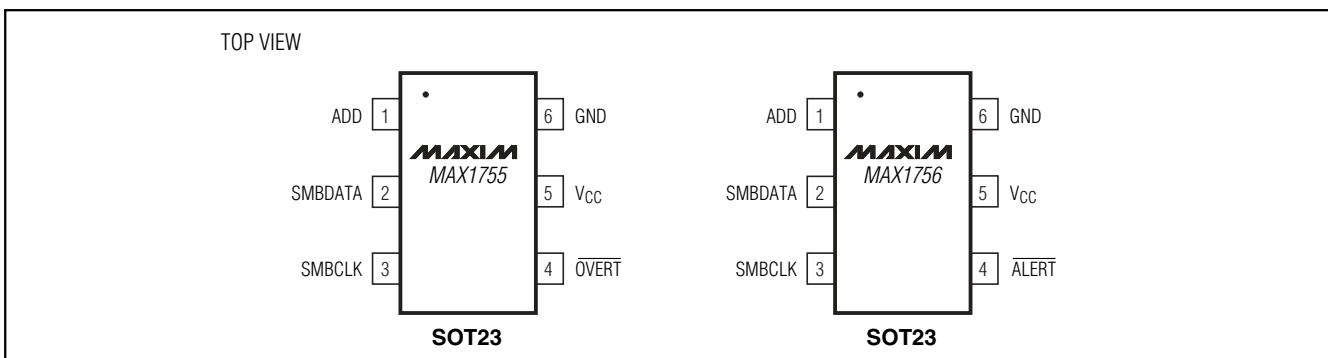 TOP VIEW
ADD 1
6 GND
MAXIM
MAX1755
SMBDATA 2
5 VCC
SMBCLK 3
4 OVERT
SOT23
ADD 1
6 GND
MAXIM
MAX1756
SMBDATA 2
5 VCC
SMBCLK 3
4 ALERT
SOT23